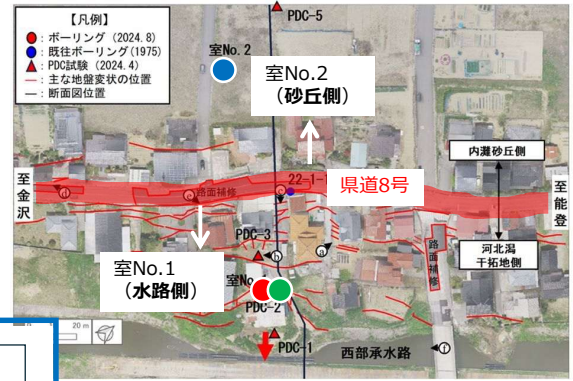 【凡例】
●：ボーリング (2024.8)
●：既往ボーリング(1975)
▲：PDC試験 (2024.4)
―：主な地盤変状の位置
―：断面図位置
PDC-5
室No. 2
室No.2
（砂丘側）
内灘砂丘側
至金沢
d
e
路面補修
c
22-1-1
県道8号
至能登
PDC-3
b
a
室No.1
（水路側）
室No.
PDC-2
路面補修
河北潟
干拓地側
20 m
PDC-1
西部承水路
f